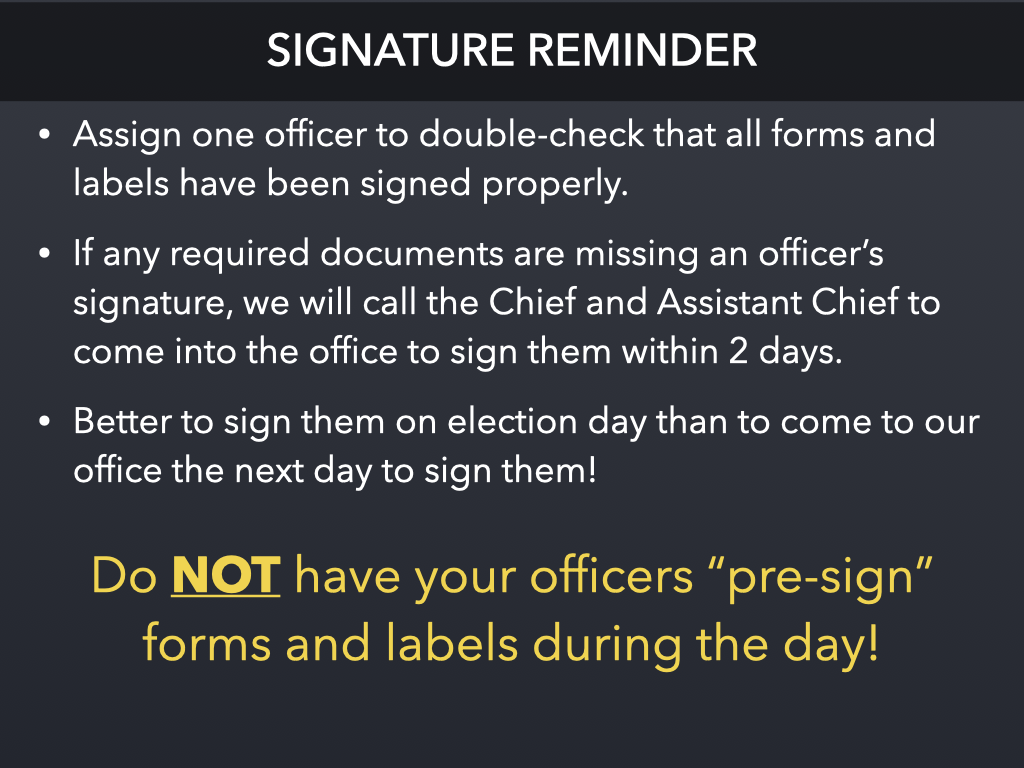 SIGNATURE REMINDER
• Assign one officer to double-check that all forms and
labels have been signed properly.
• If any required documents are missing an officer’s
signature, we will call the Chief and Assistant Chief to
come into the office to sign them within 2 days.
• Better to sign them on election day than to come to our
office the next day to sign them!
Do NOT have your officers “pre-sign”
forms and labels during the day!